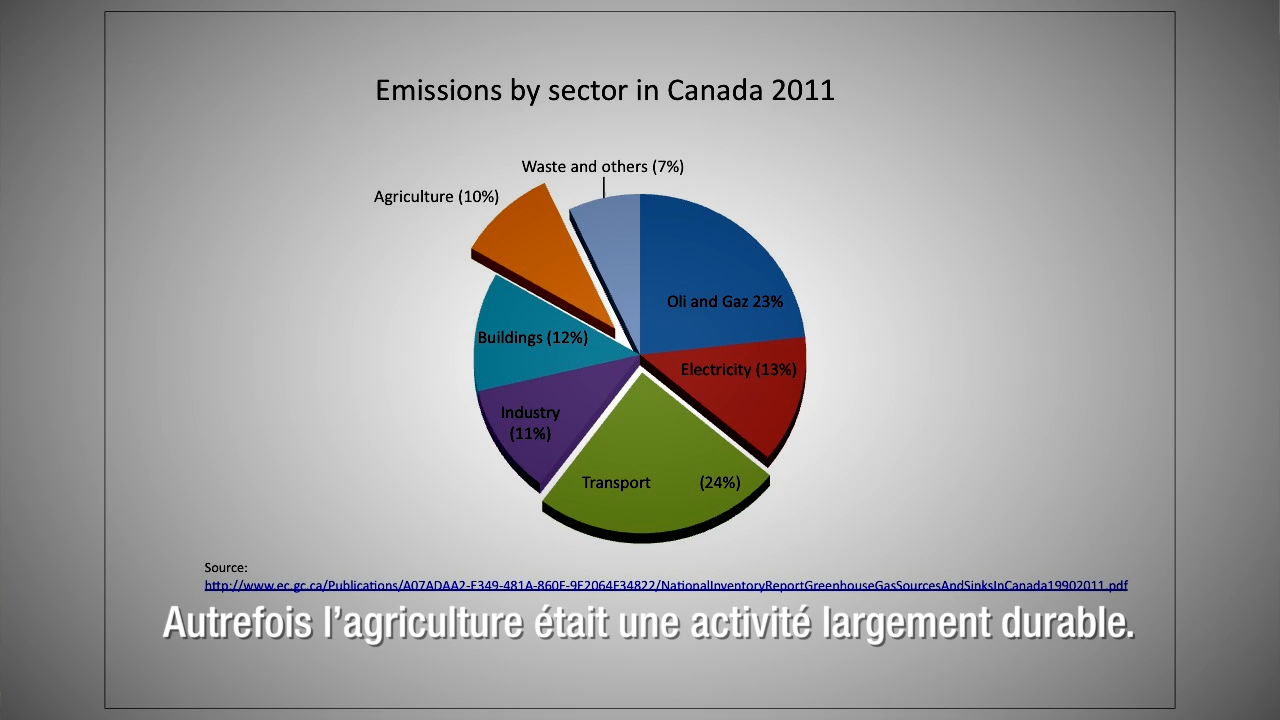 Emissions by sector in Canada 2011
Waste and others (7%)
Agriculture (10%)
Oli and Gaz 23%
Buildings (12%)
Electricity (13%)
Industry
(11%)
Transport (24%)
Source:
http://www.ec.gc.ca/Publications/A07ADAA2-E349-481A-860F-9E2064F34822/NationalInventoryReportGreenhouseGasSourcesAndSinksInCanada19902011.pdf
Autrefois l'agriculture était une activité largement durable.